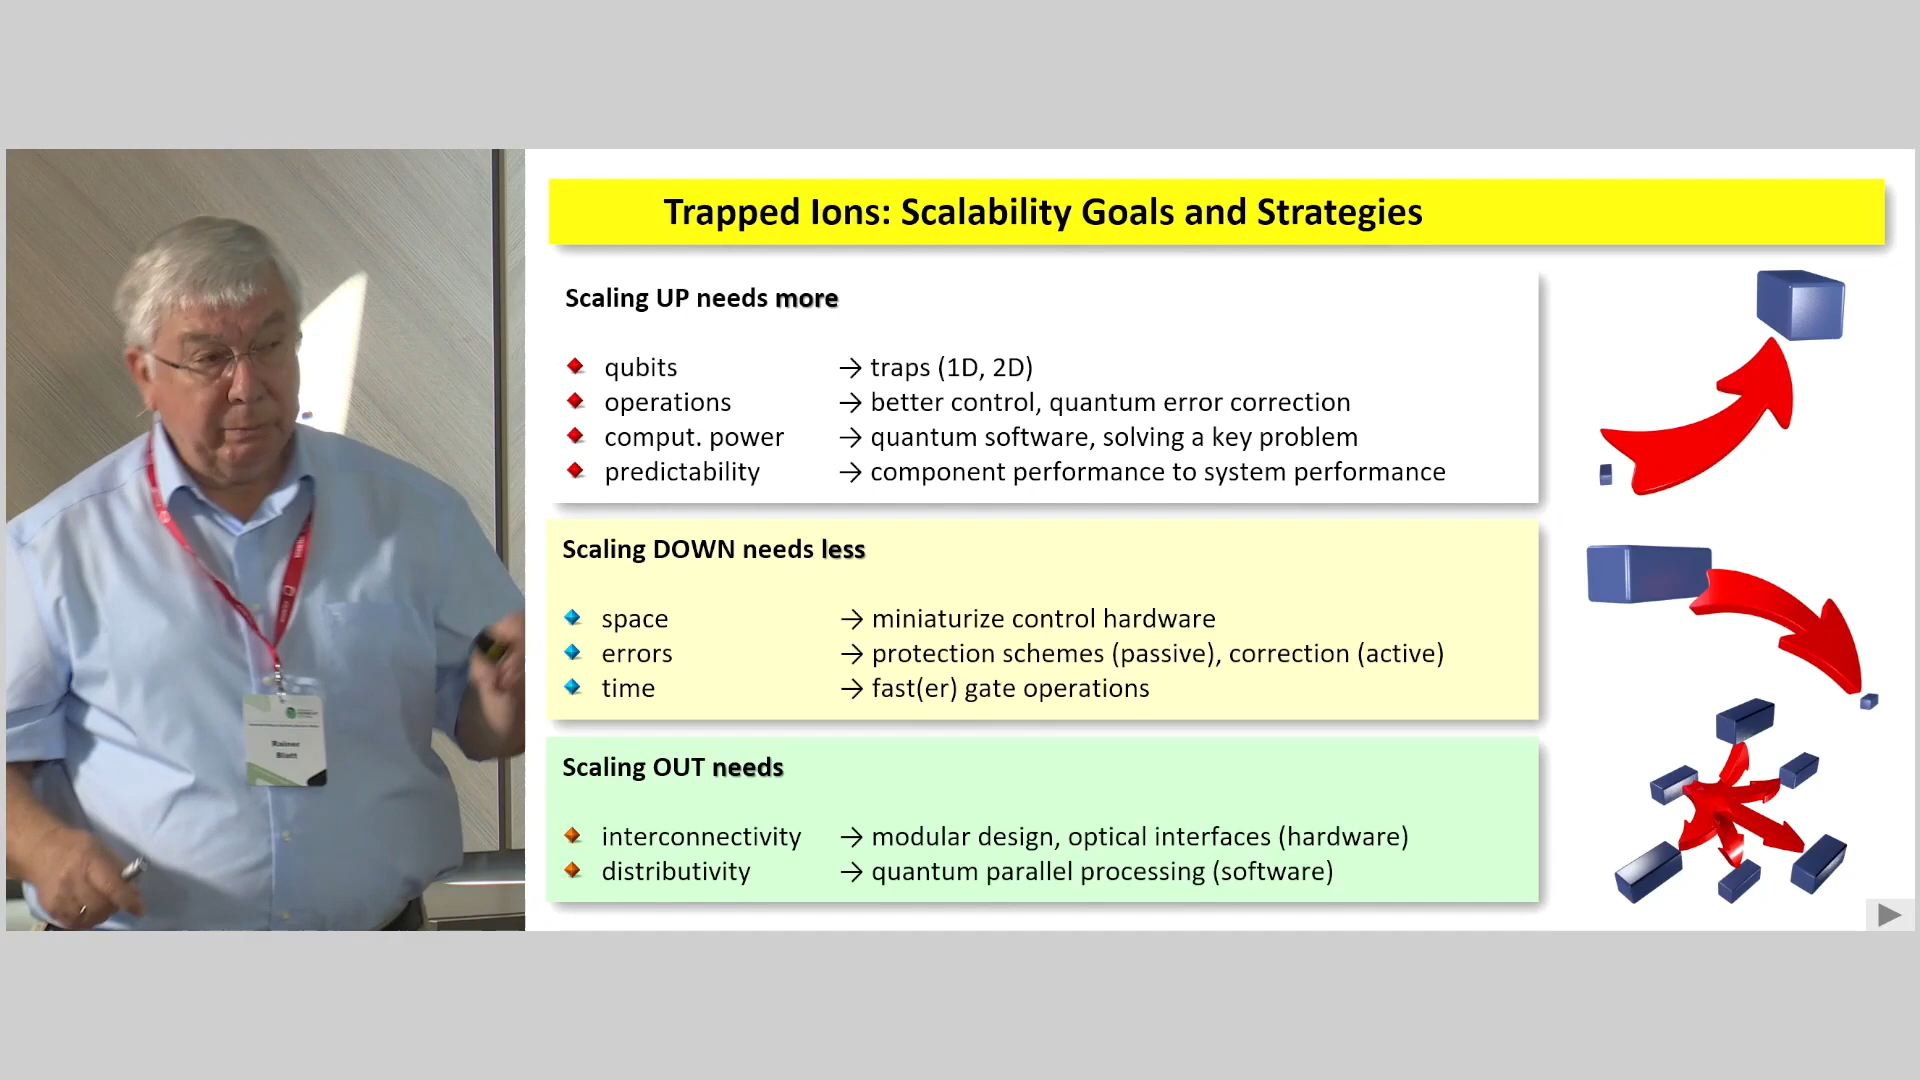 Trapped Ions: Scalability Goals and Strategies
Scaling UP needs more
qubits → traps (1D, 2D)
operations → better control, quantum error correction
comput. power → quantum software, solving a key problem
predictability → component performance to system performance
Scaling DOWN needs less
space → miniaturize control hardware
errors → protection schemes (passive), correction (active)
time → fast(er) gate operations
Scaling OUT needs
interconnectivity → modular design, optical interfaces (hardware)
distributivity → quantum parallel processing (software)
Rainer
Blatt